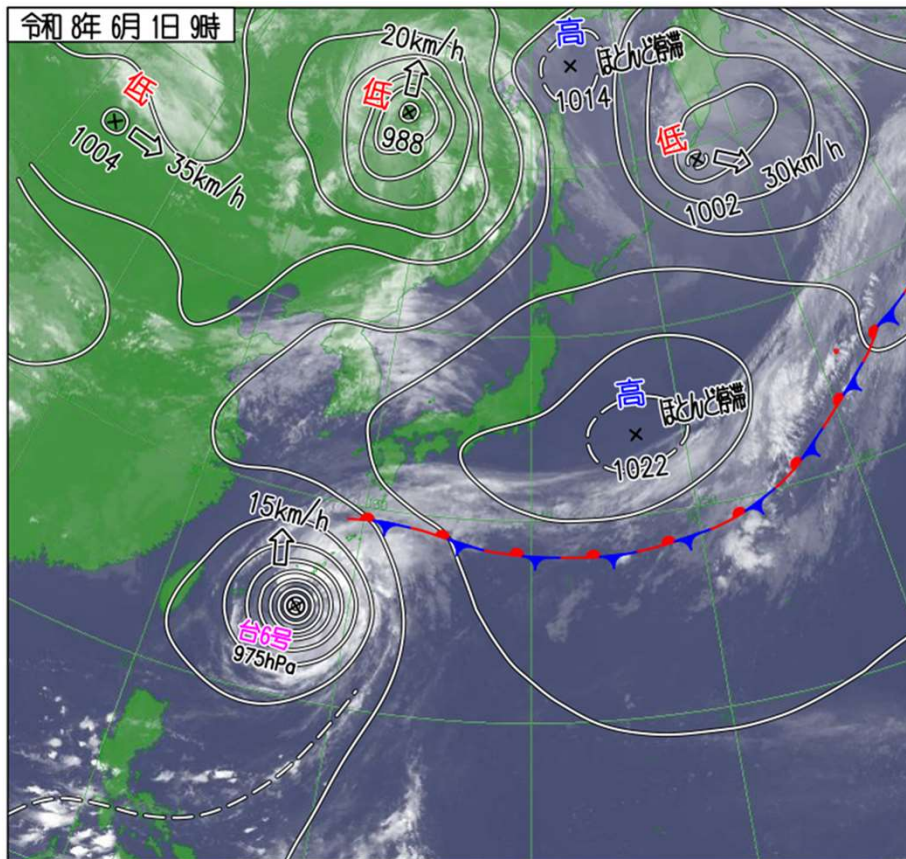 令和 8年 6月 1日 9時
低
1004
35km/h
20km/h
低
988
高
ほとんど停滞
1014
低
30km/h
1002
高
ほとんど停滞
1022
15km/h
台6号
975hPa